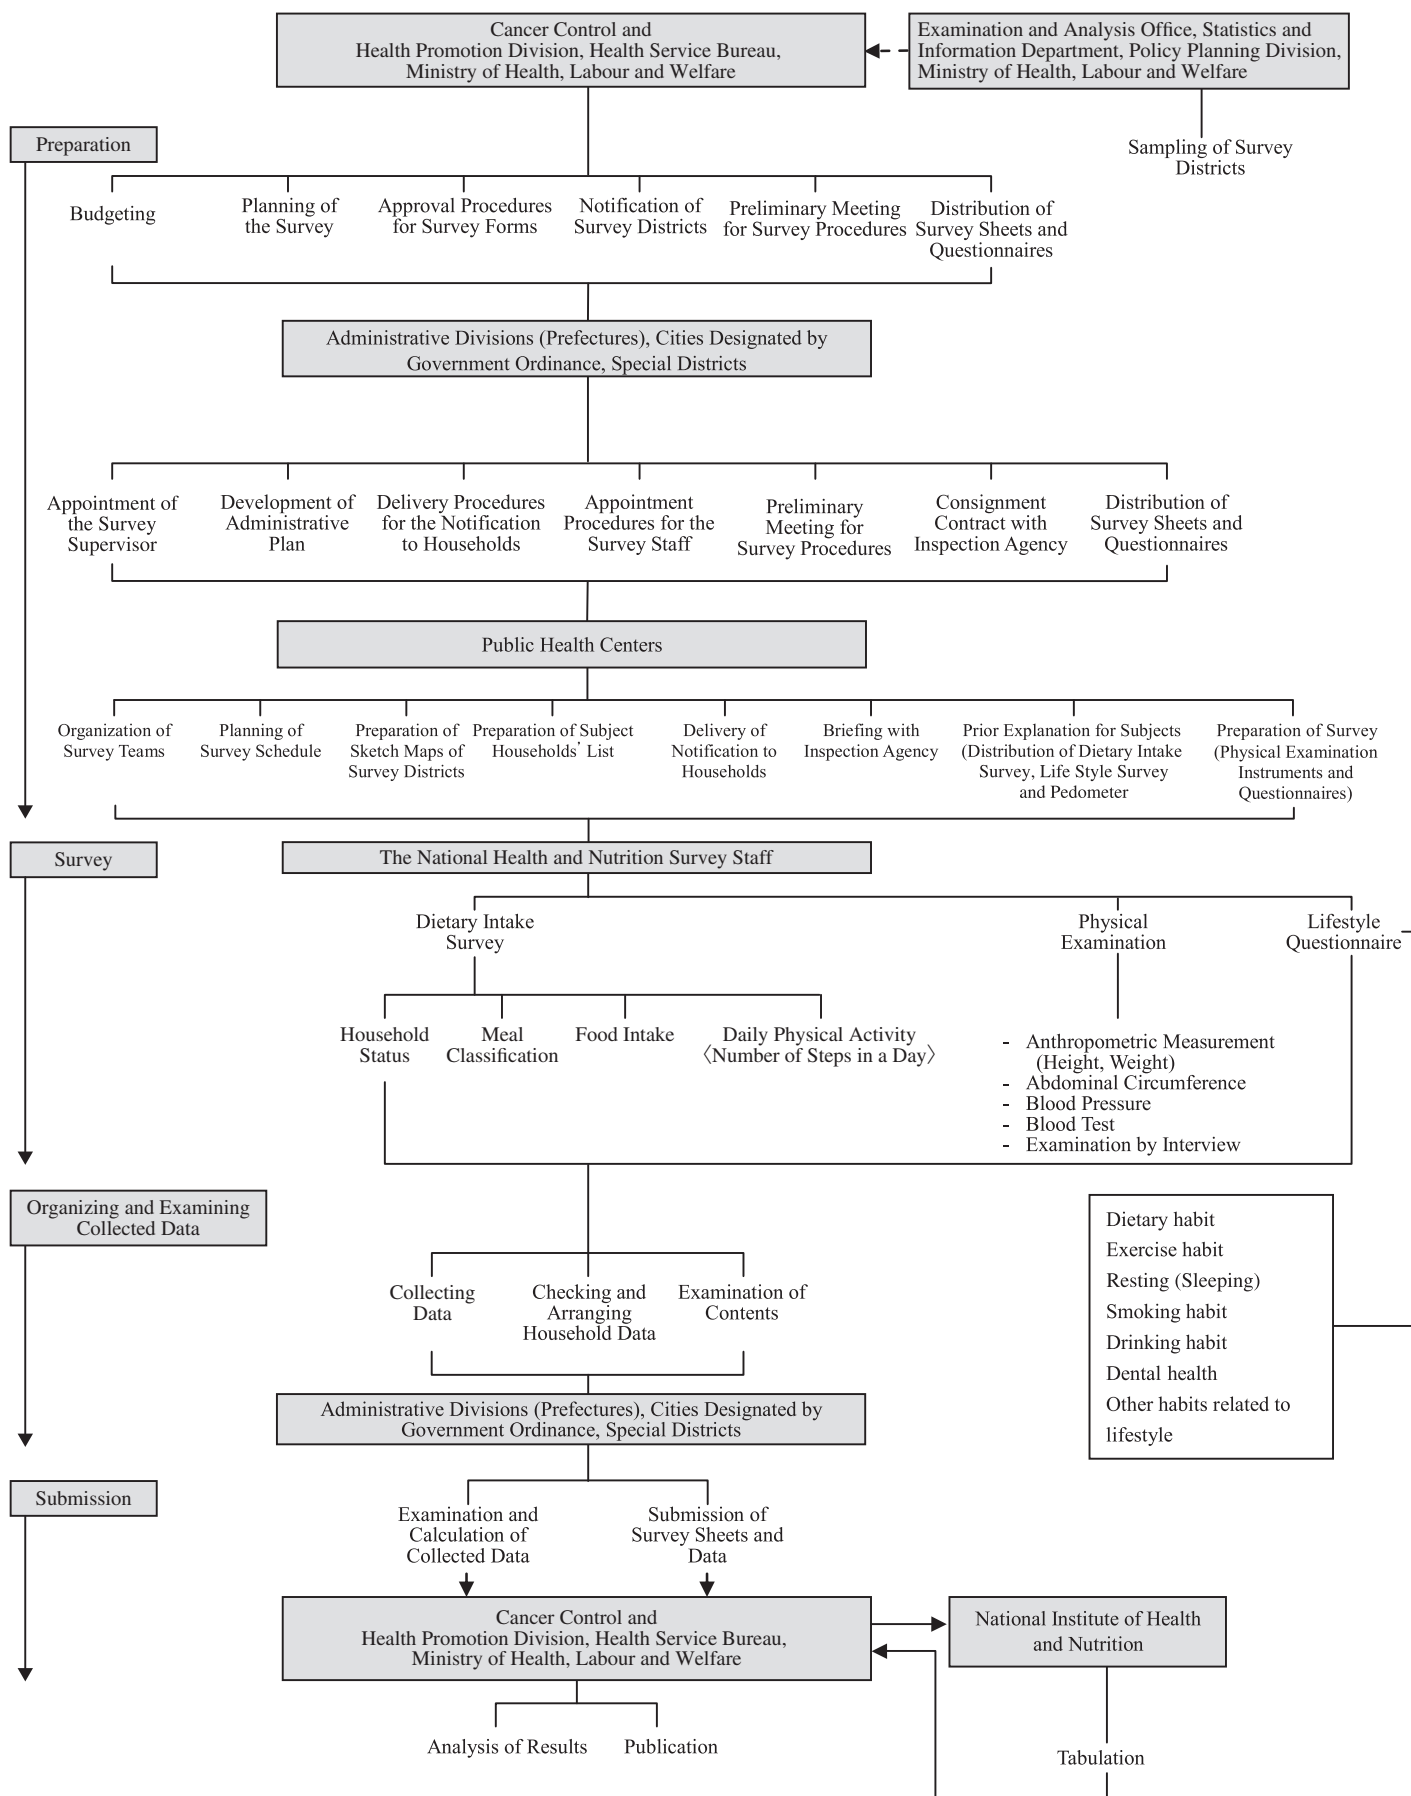 Cancer Control and
Health Promotion Division, Health Service Bureau,
Ministry of Health, Labour and Welfare
Examination and Analysis Office, Statistics and
Information Department, Policy Planning Division,
Ministry of Health, Labour and Welfare
Sampling of Survey
Districts
Preparation
Budgeting
Planning of
the Survey
Approval Procedures
for Survey Forms
Notification of
Survey Districts
Preliminary Meeting
for Survey Procedures
Distribution of
Survey Sheets and
Questionnaires
Administrative Divisions (Prefectures), Cities Designated by
Government Ordinance, Special Districts
Appointment of
the Survey
Supervisor
Development of
Administrative
Plan
Delivery Procedures
for the Notification
to Households
Appointment
Procedures for the
Survey Staff
Preliminary
Meeting for
Survey Procedures
Consignment
Contract with
Inspection Agency
Distribution of
Survey Sheets and
Questionnaires
Public Health Centers
Organization of
Survey Teams
Planning of
Survey Schedule
Preparation of
Sketch Maps of
Survey Districts
Preparation of Subject
Households' List
Delivery of
Notification to
Households
Briefing with
Inspection Agency
Prior Explanation for Subjects
(Distribution of Dietary Intake
Survey, Life Style Survey
and Pedometer
Preparation of Survey
(Physical Examination
Instruments and
Questionnaires)
Survey
The National Health and Nutrition Survey Staff
Dietary Intake
Survey
Physical
Examination
Lifestyle
Questionnaire
Household
Status
Meal
Classification
Food Intake
Daily Physical Activity
〈Number of Steps in a Day〉
- Anthropometric Measurement
(Height, Weight)
- Abdominal Circumference
- Blood Pressure
- Blood Test
- Examination by Interview
Organizing and Examining
Collected Data
Collecting
Data
Checking and
Arranging
Household Data
Examination of
Contents
Dietary habit
Exercise habit
Resting (Sleeping)
Smoking habit
Drinking habit
Dental health
Other habits related to
lifestyle
Administrative Divisions (Prefectures), Cities Designated by
Government Ordinance, Special Districts
Submission
Examination and
Calculation of
Collected Data
Submission of
Survey Sheets and
Data
Cancer Control and
Health Promotion Division, Health Service Bureau,
Ministry of Health, Labour and Welfare
National Institute of Health
and Nutrition
Analysis of Results
Publication
Tabulation